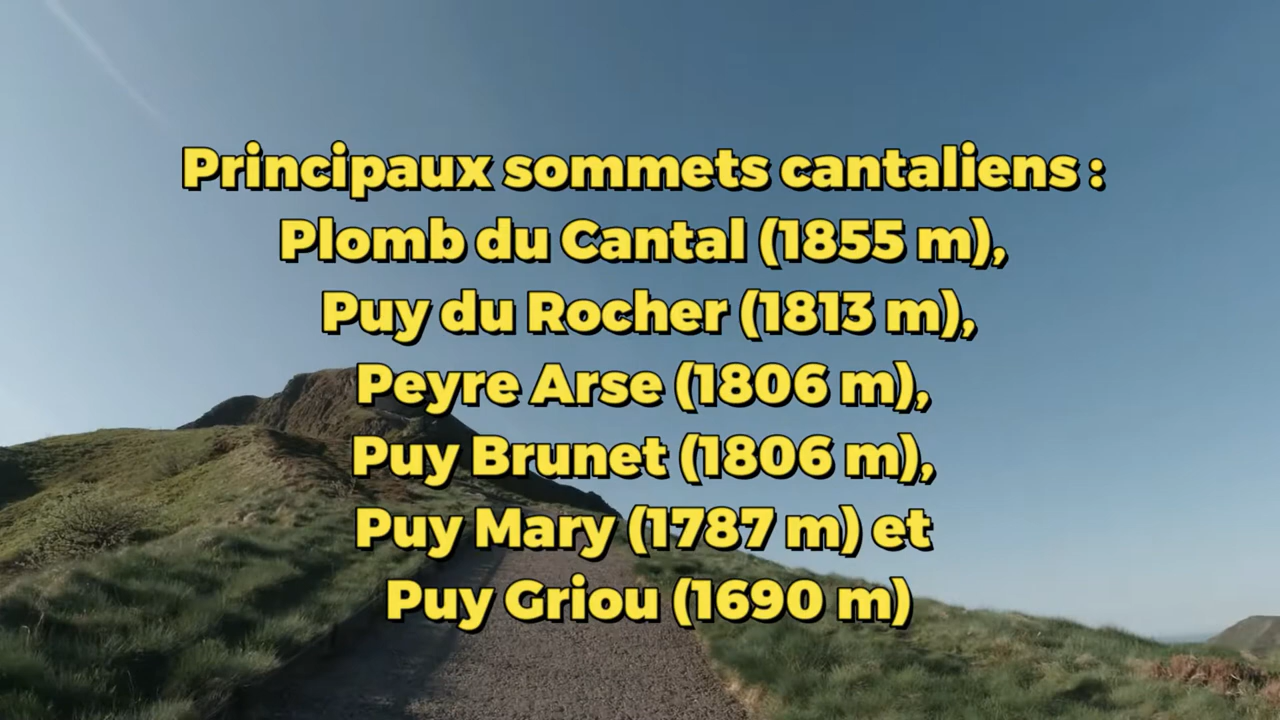 Principaux sommets cantaliens :
Plomb du Cantal (1855 m),
Puy du Rocher (1813 m),
Peyre Arse (1806 m),
Puy Brunet (1806 m),
Puy Mary (1787 m) et
Puy Griou (1690 m)